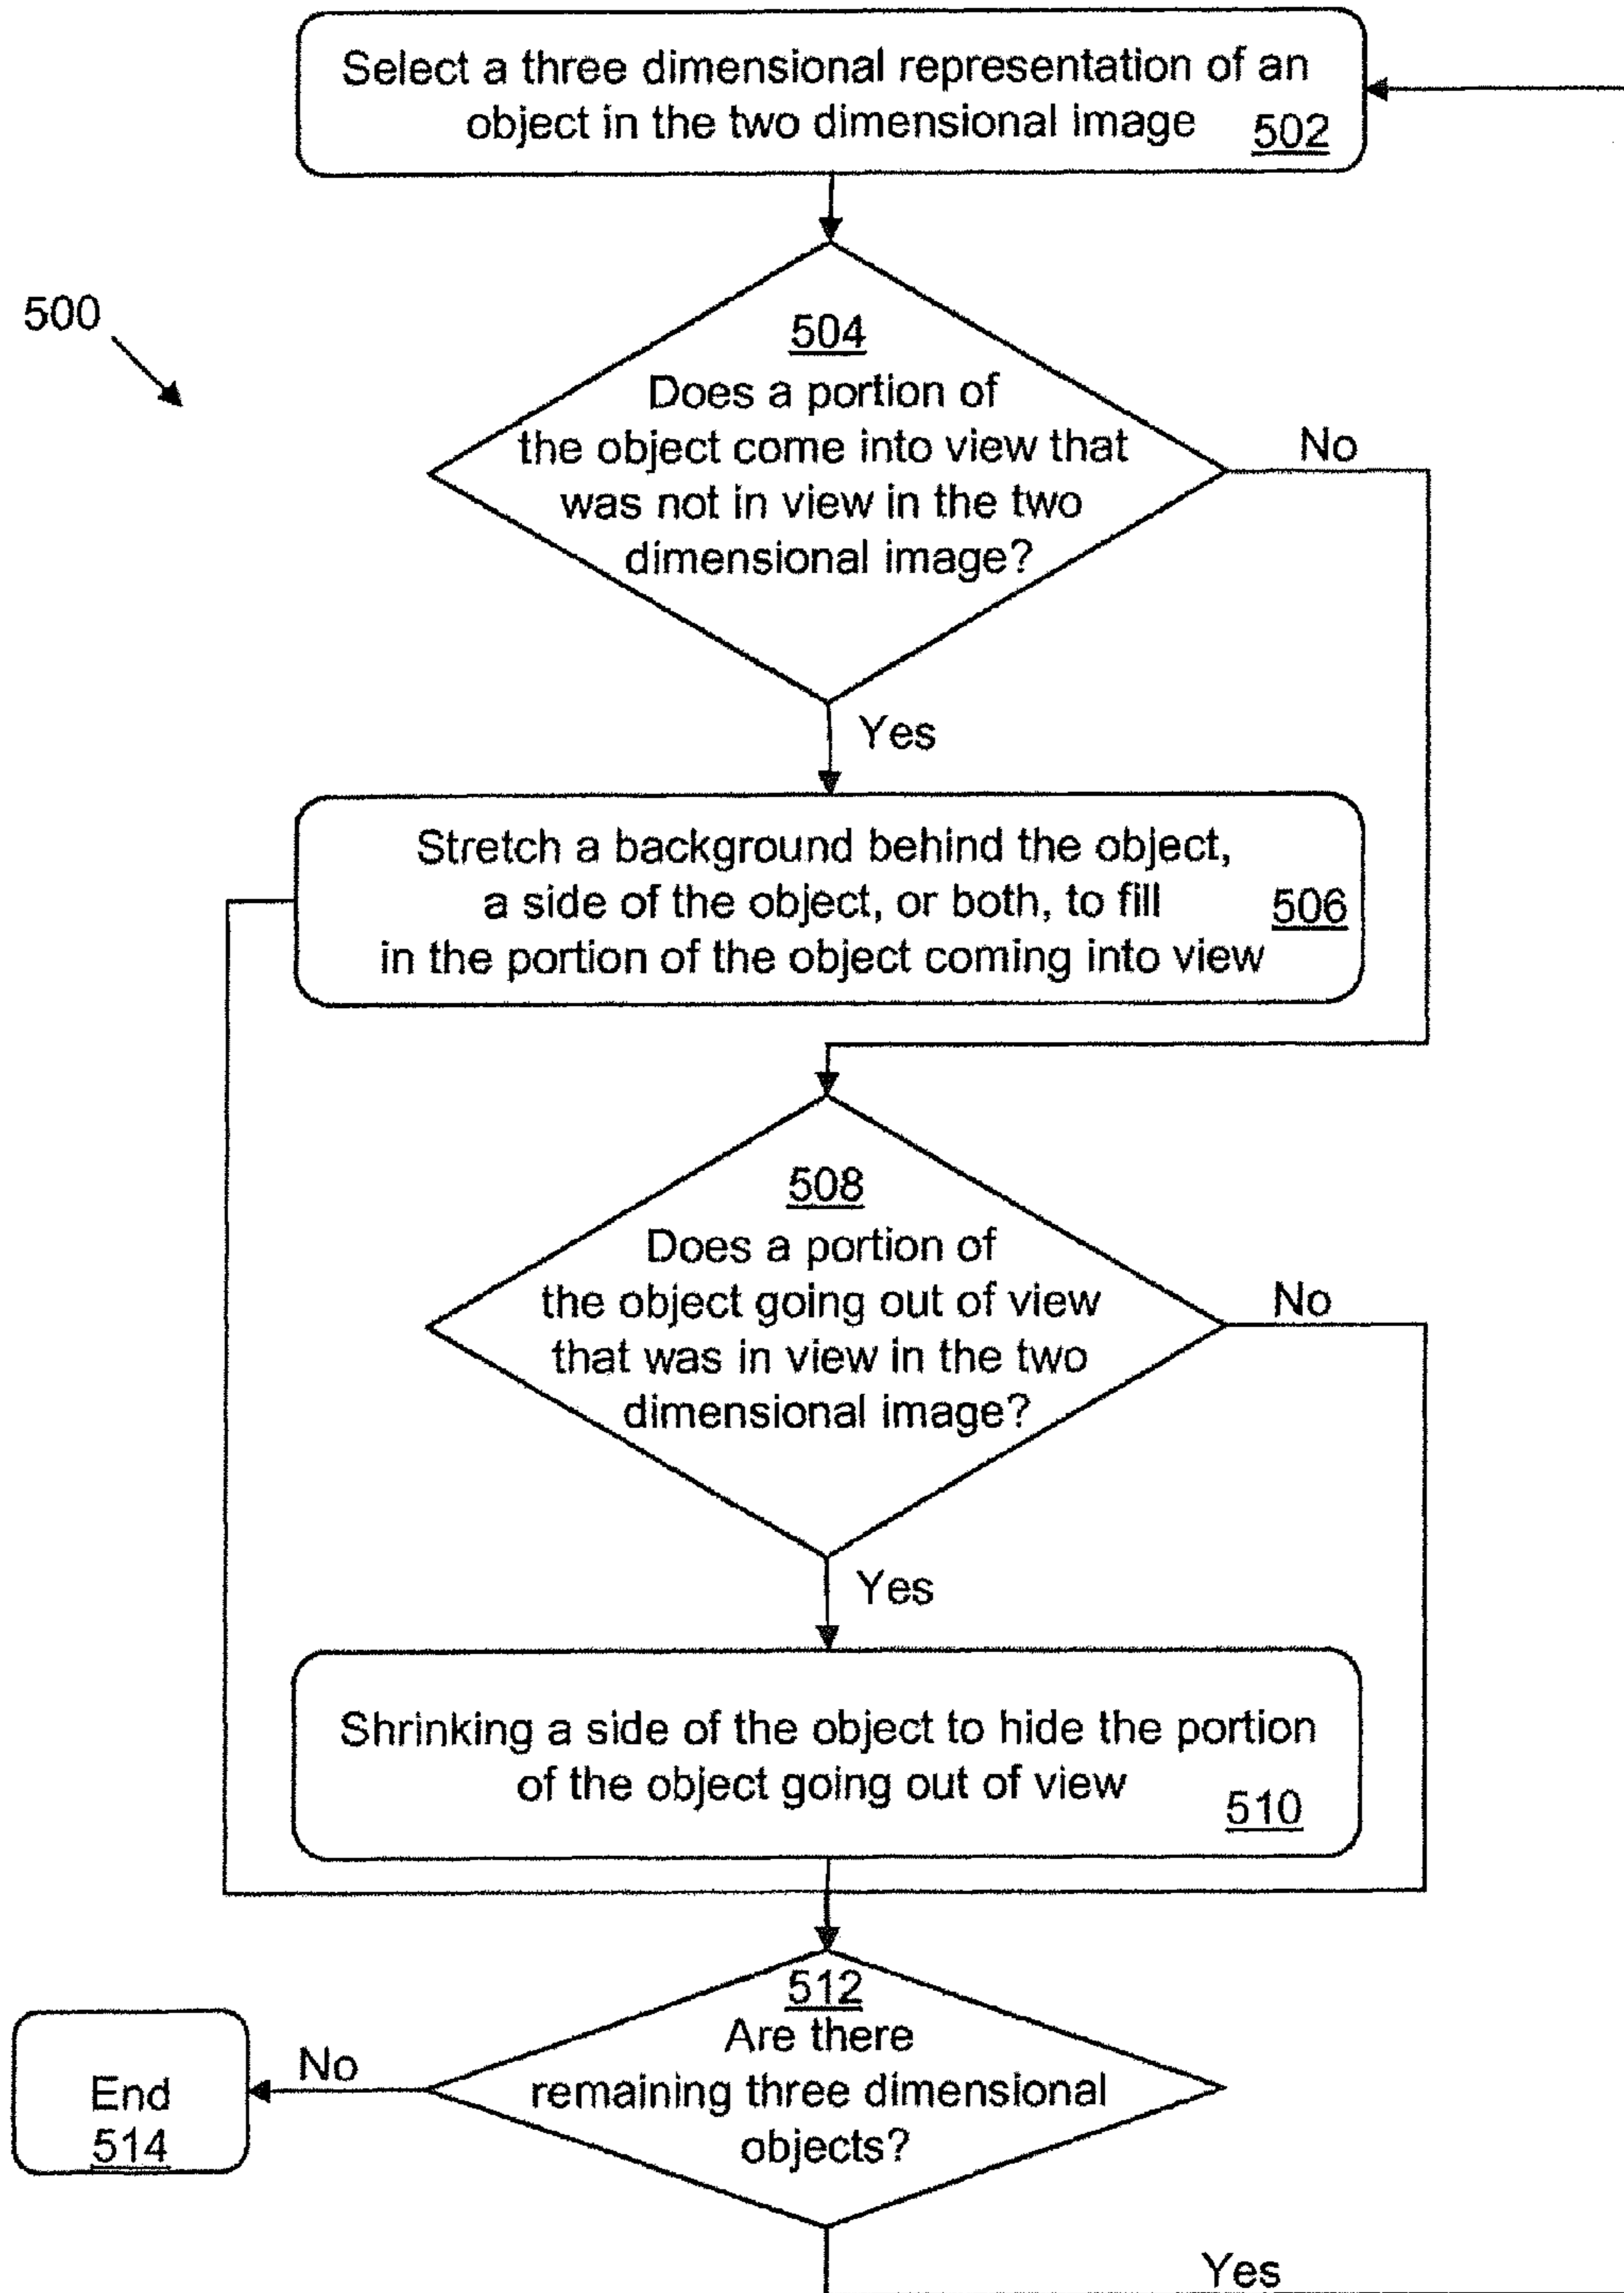 Select a three dimensional representation of an
object in the two dimensional image 502
500
504
Does a portion of
the object come into view that
was not in view in the two
dimensional image?
No
Yes
Stretch a background behind the object,
a side of the object, or both, to fill 506
in the portion of the object coming into view
508
Does a portion of
the object going out of view
that was in view in the two
dimensional image?
No
Yes
Shrinking a side of the object to hide the portion
of the object going out of view
510
512
Are there
remaining three dimensional
objects?
No
End
514
Yes